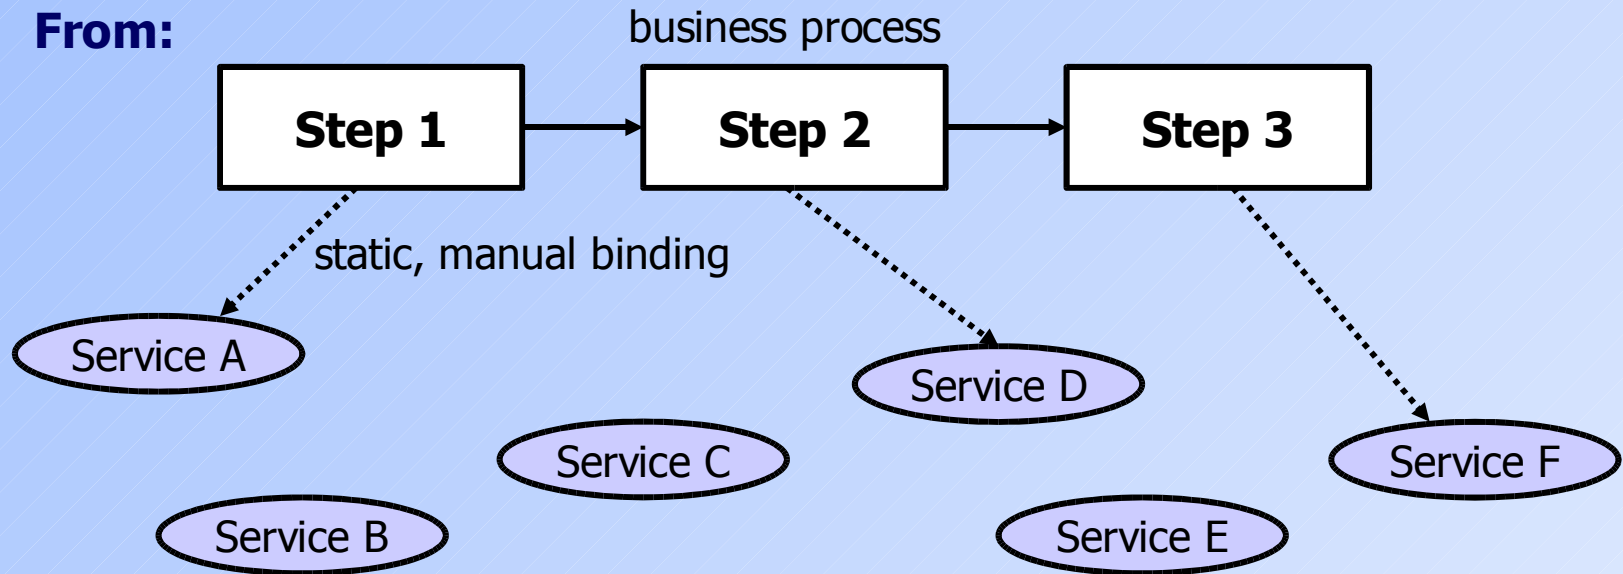 From:
business process
Step 1
Step 2
Step 3
static, manual binding
Service A
Service D
Service C
Service F
Service B
Service E